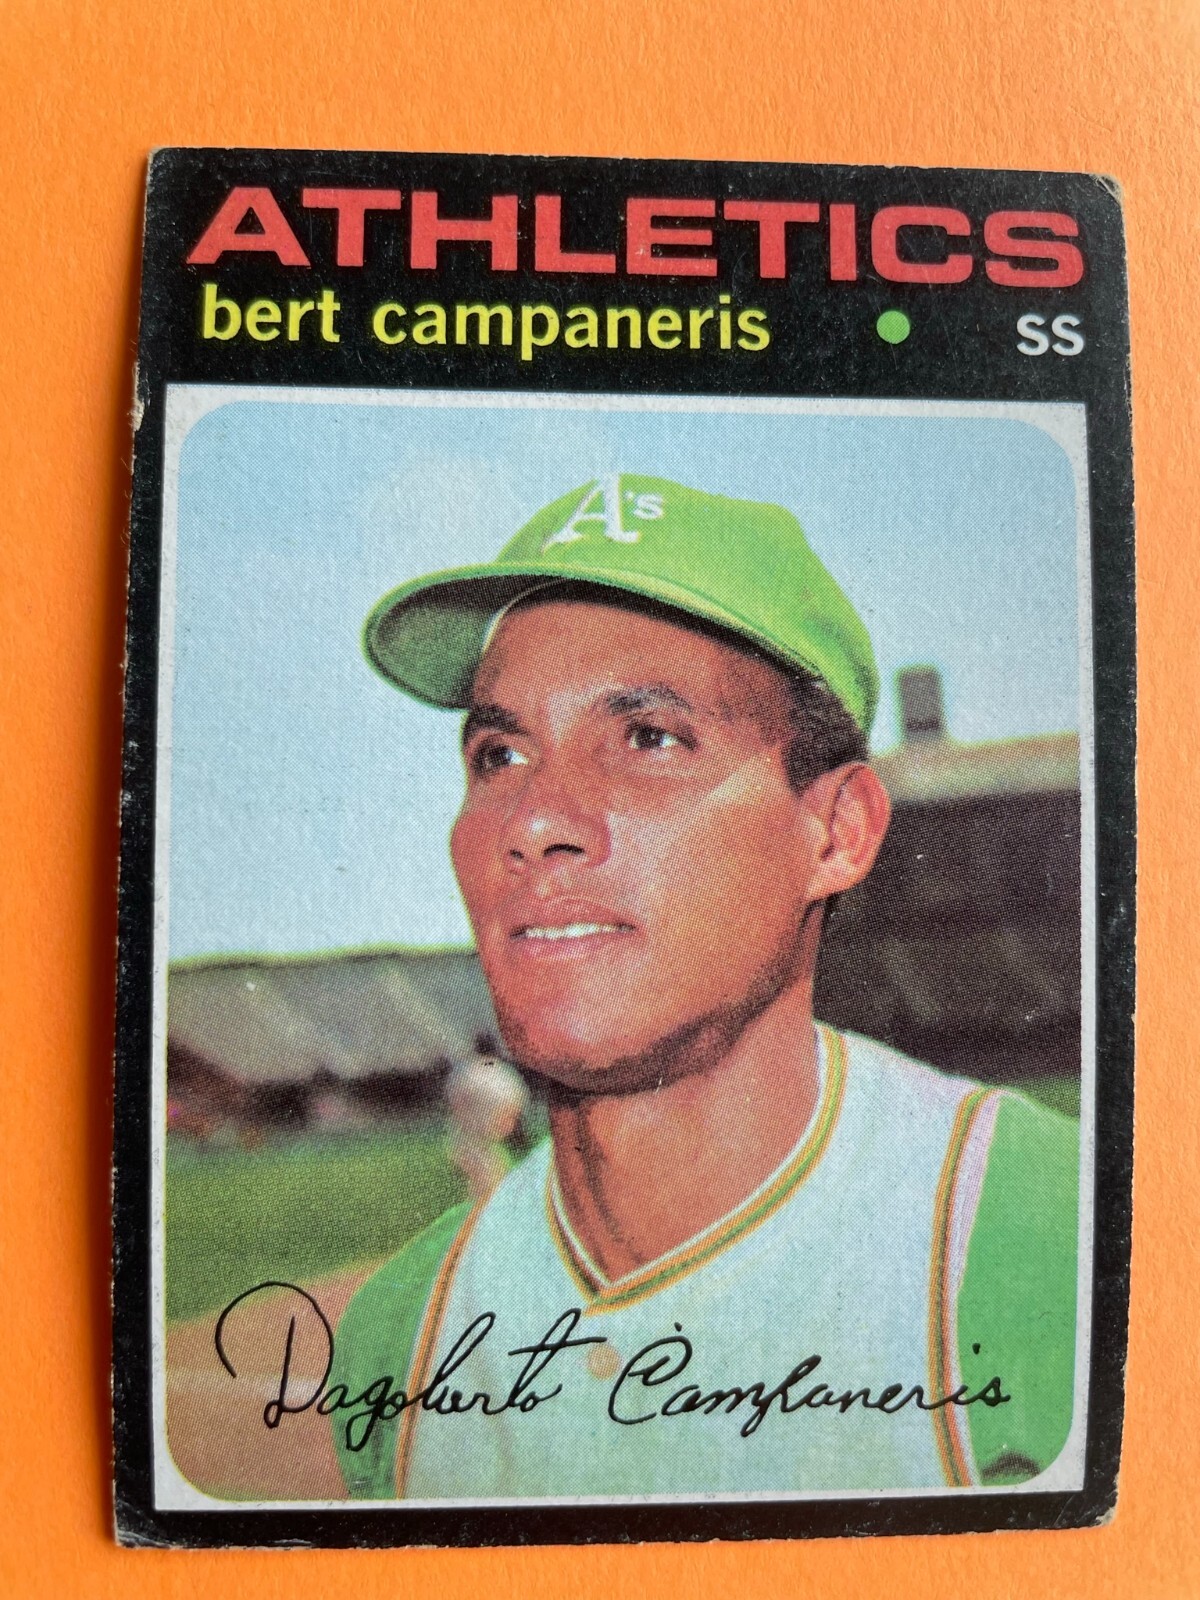 ATHLETICS
bert campaneris • ss
A's
Dagoberto Campaneris